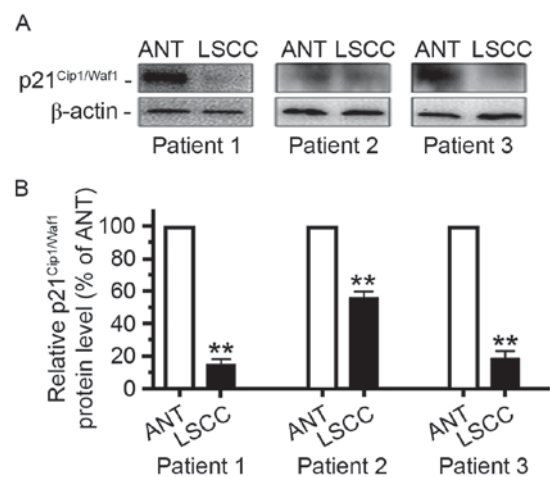 A
ANT LSCC ANT LSCC ANT LSCC
p21Cip1/Waf1 -
β-actin -
Patient 1 Patient 2 Patient 3
B
Relative p21Cip1/Waf1
protein level (% of ANT)
100
80
60
40
20
0
** ** **
ANT LSCC ANT LSCC ANT LSCC
Patient 1 Patient 2 Patient 3